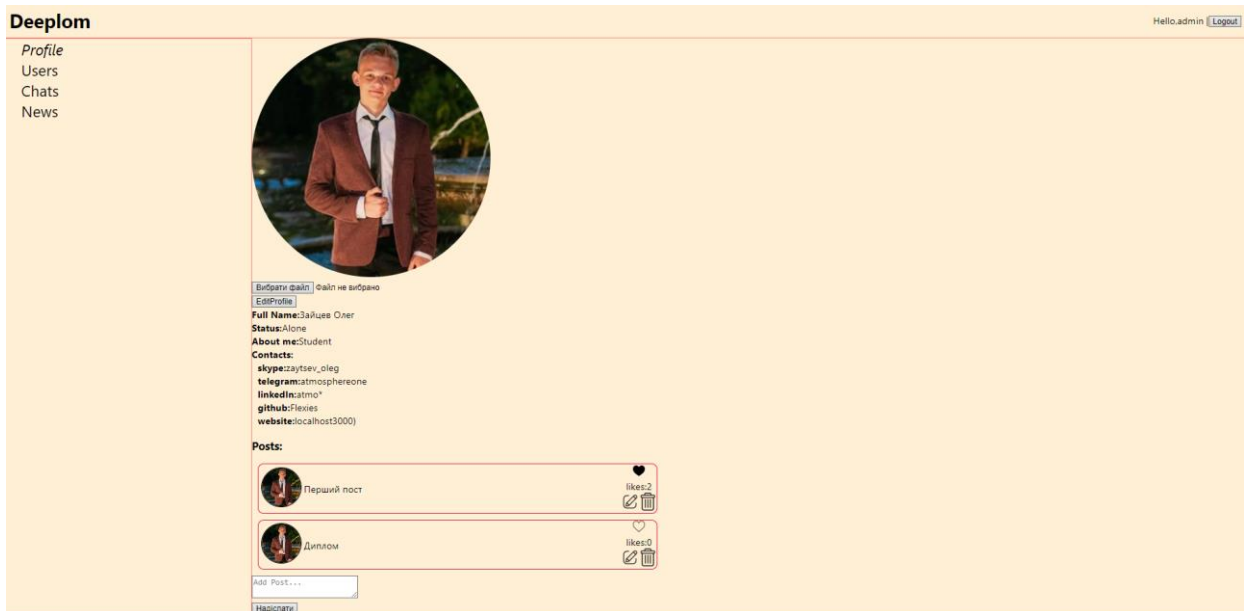 Deeplom
Hello,admin |Logout
Profile
Users
Chats
News
Вибрати файл Файл не вибрано
EditProfile
Full Name:Зайцев Олег
Status:Alone
About me:Student
Contacts:
skype:zaytsev_oleg
telegram:atmosphereone
linkedIn:atmo*
github:Flexies
website:localhost3000)
Posts:
Перший пост
likes:2
Диплом
likes:0
Add Post...
Надіслати